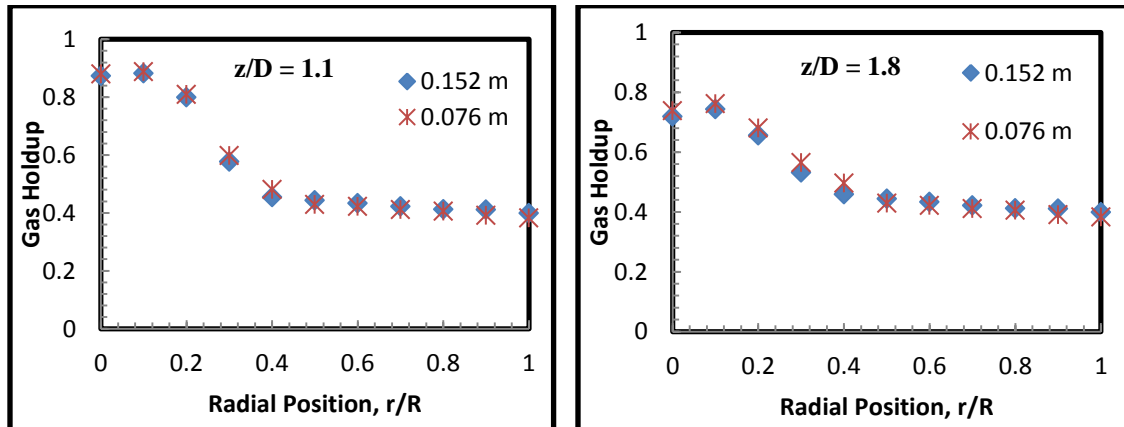 z/D = 1.1
0.152 m
0.076 m
Gas Holdup
1
0.8
0.6
0.4
0.2
0
0 0.2 0.4 0.6 0.8 1
Radial Position, r/R
z/D = 1.8
0.152 m
0.076 m
Gas Holdup
1
0.8
0.6
0.4
0.2
0
0 0.2 0.4 0.6 0.8 1
Radial Position, r/R